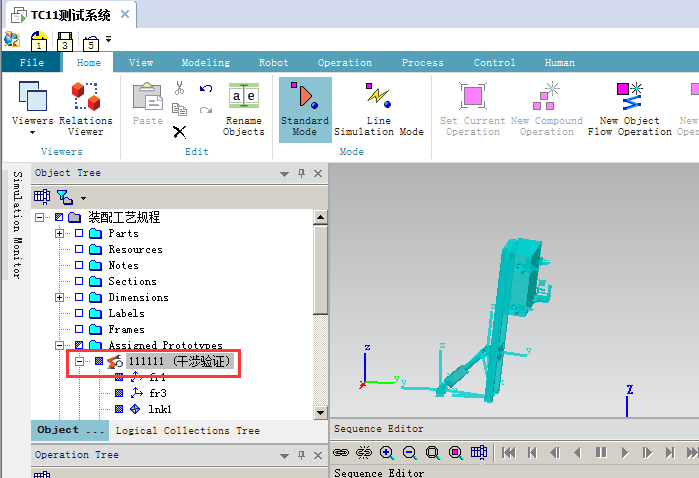 TC11测试系统
1 3 5
File Home View Modeling Robot Operation Process Control Human
Viewers Relations Viewer
Viewers
Paste
Rename Objects
Edit
Standard Mode
Line Simulation Mode
Mode
Set Current Operation
New Compound Operation
New Object Flow Operation
New
Operation
Simulation Monitor
Object Tree
装配工艺规程
Parts
Resources
Notes
Sections
Dimensions
Labels
Frames
Assigned Prototypes
111111 (干涉验证)
fr1
fr3
lnk1
Object ... Logical Collections Tree
Operation Tree
Z
Y
X
Z
Z
Sequence Editor
Sequence Editor